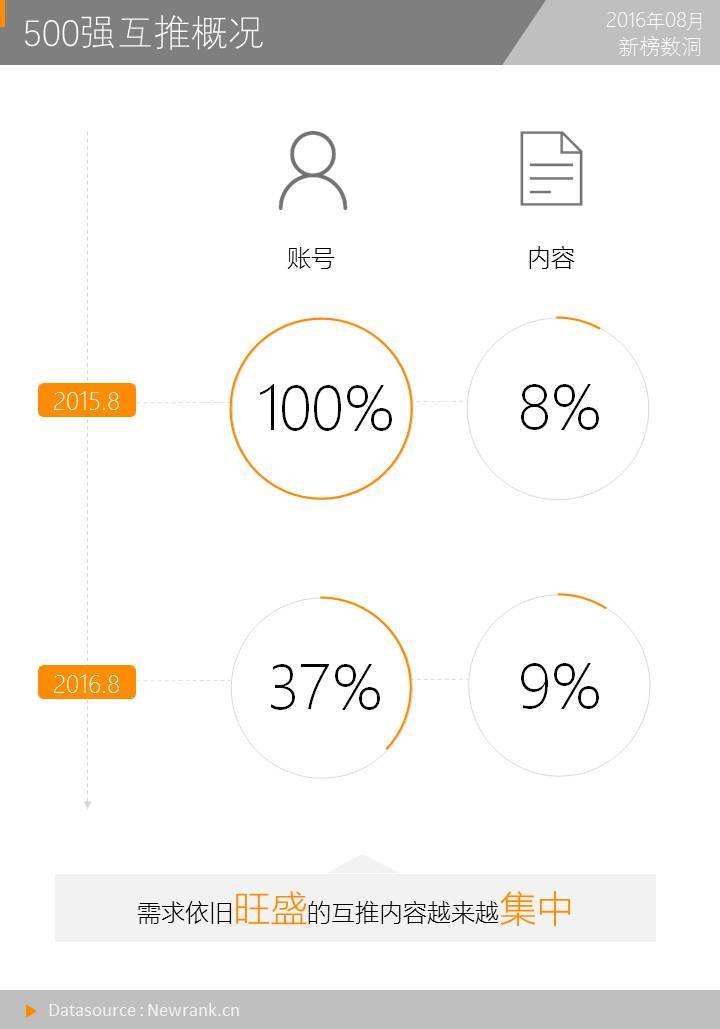 500强互推概况
2016年08月
新榜数洞
账号
内容
2015.8
100%
8%
2016.8
37%
9%
需求依旧旺盛的互推内容越来越集中
Datasource : Newrank.cn